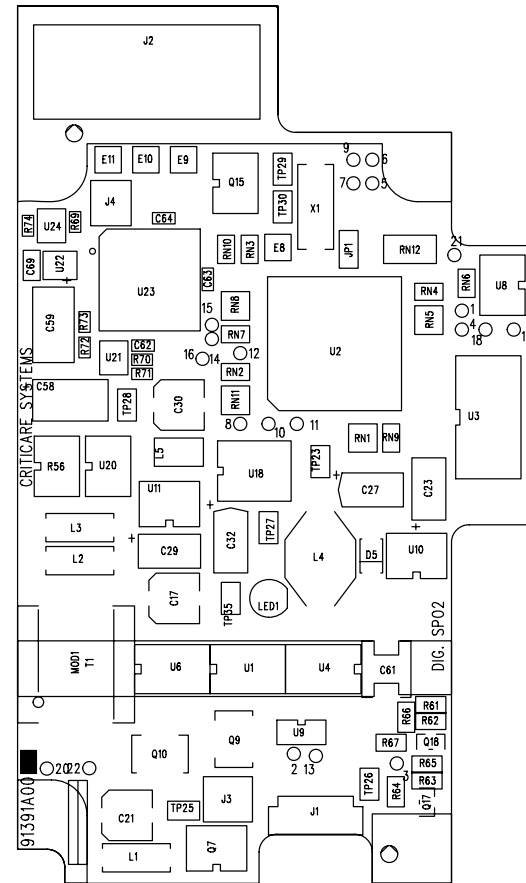 J2
E11 E10 E9
Q15
TP29
9 6
7 5
J4
TP30
X1
C64
R74 U24 R69
RN10 RN3 E8 JP1 RN12
21
C69 U22 +
C63
U23
RN4 RN6 U8
RN8
C59
R73
15
RN5
1
4
18 1
RN7
U2
R72 U21 C62
R70
R71
16 14 12
RN2
C58
TP28
C30
RN11
U3
8 10 11
CRITICARE SYSTEMS
RN1 RN9
R56 U20 L5
U18
TP23
+
C27 C23
U11
+
L3
C32
TP27
+
+
L2
C29
L4
D5 U10
C17
TP35
LED1
DIG. SPO2
MOD1
T1
U6 U1 U4 C61
R61
R66 R62
Q10 Q9 U9
R67 Q18
2 13
3
R65
R63
20 22
91391A00
TP26 R64 Q17
C21 TP25 J3
J1
L1 Q7